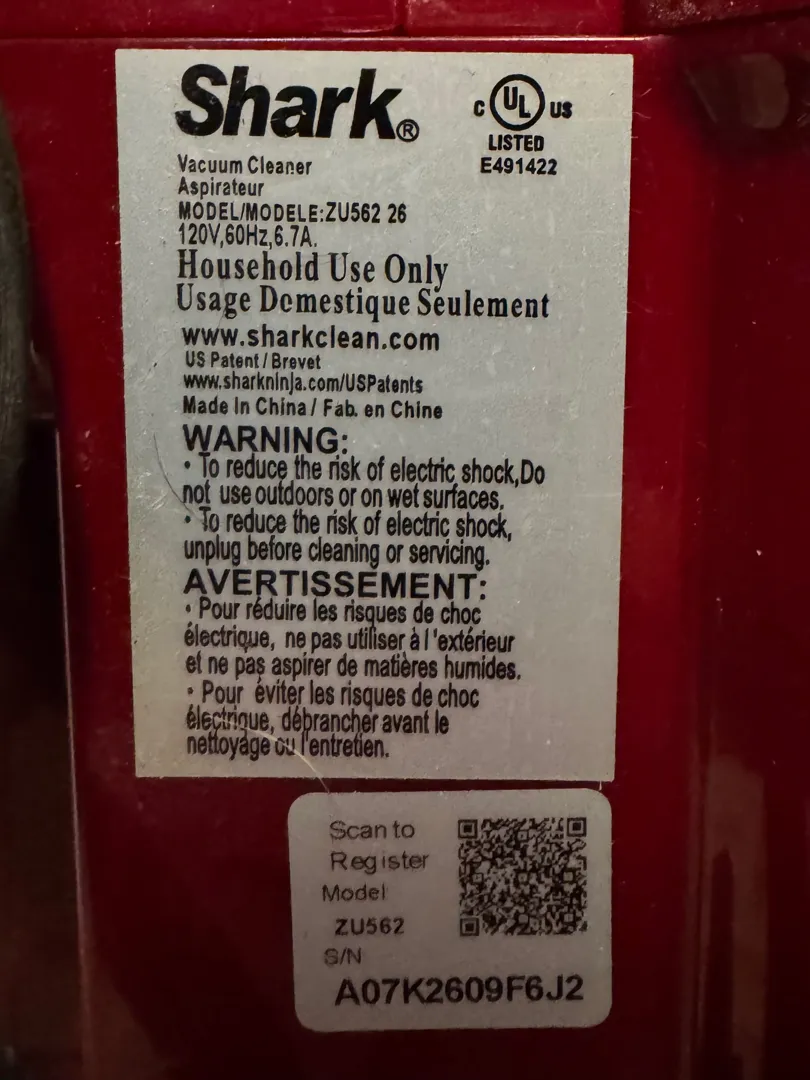 Shark®
C UL US
LISTED
E491422
Vacuum Cleaner
Aspirateur
MODEL/MODELE:ZU562 26
120V,60Hz,6.7A.
Household Use Only
Usage Domestique Seulement
www.sharkclean.com
US Patent / Brevet
www.sharkninja.com/USPatents
Made In China / Fab. en Chine
WARNING:
• To reduce the risk of electric shock,Do
not use outdoors or on wet surfaces.
• To reduce the risk of electric shock,
unplug before cleaning or servicing.
AVERTISSEMENT:
• Pour réduire les risques de choc
électrique, ne pas utiliser à l'extérieur
et ne pas aspirer de matières humides.
• Pour éviter les risques de choc
électrique, débrancher avant le
nettoyage ou l'entretien.
Scan to
Register
Model
ZU562
S/N
A07K2609F6J2